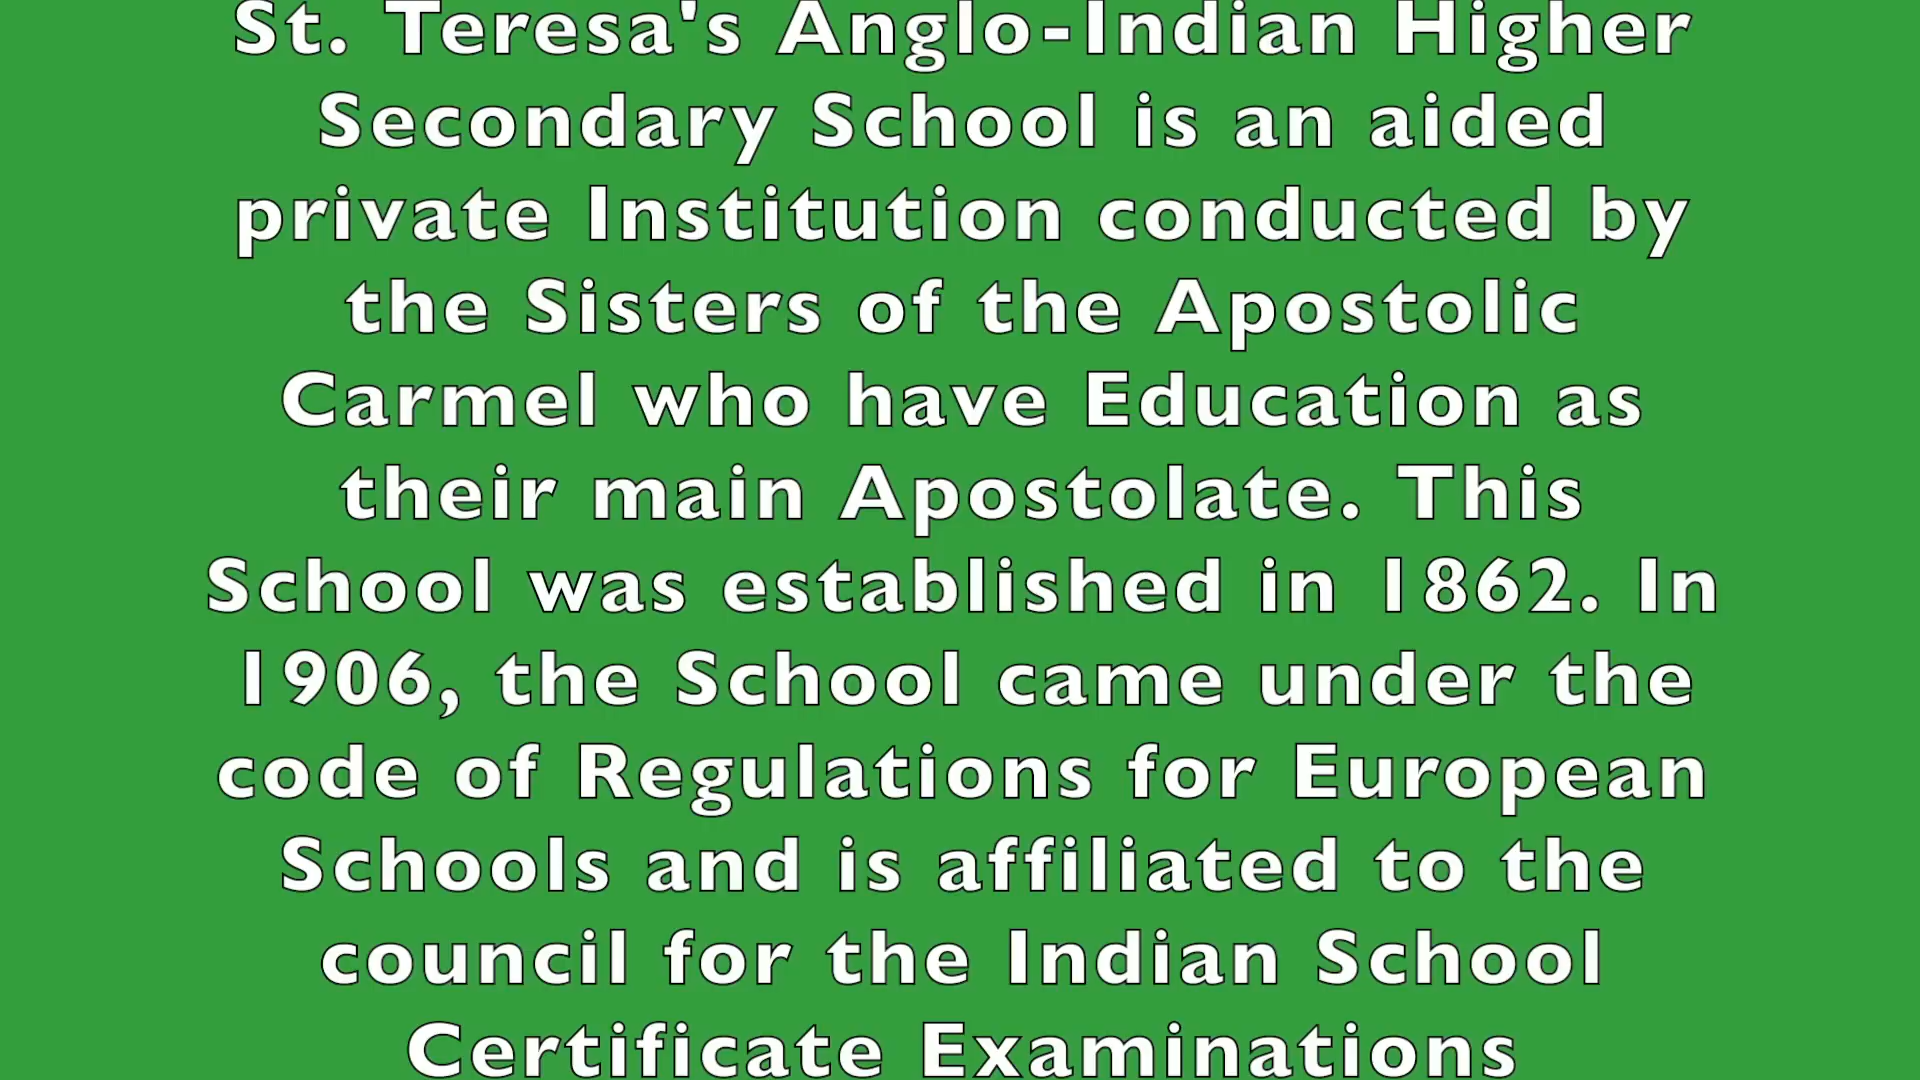 St. Teresa's Anglo-Indian Higher
Secondary School is an aided
private Institution conducted by
the Sisters of the Apostolic
Carmel who have Education as
their main Apostolate. This
School was established in 1862. In
1906, the School came under the
code of Regulations for European
Schools and is affiliated to the
council for the Indian School
Certificate Examinations